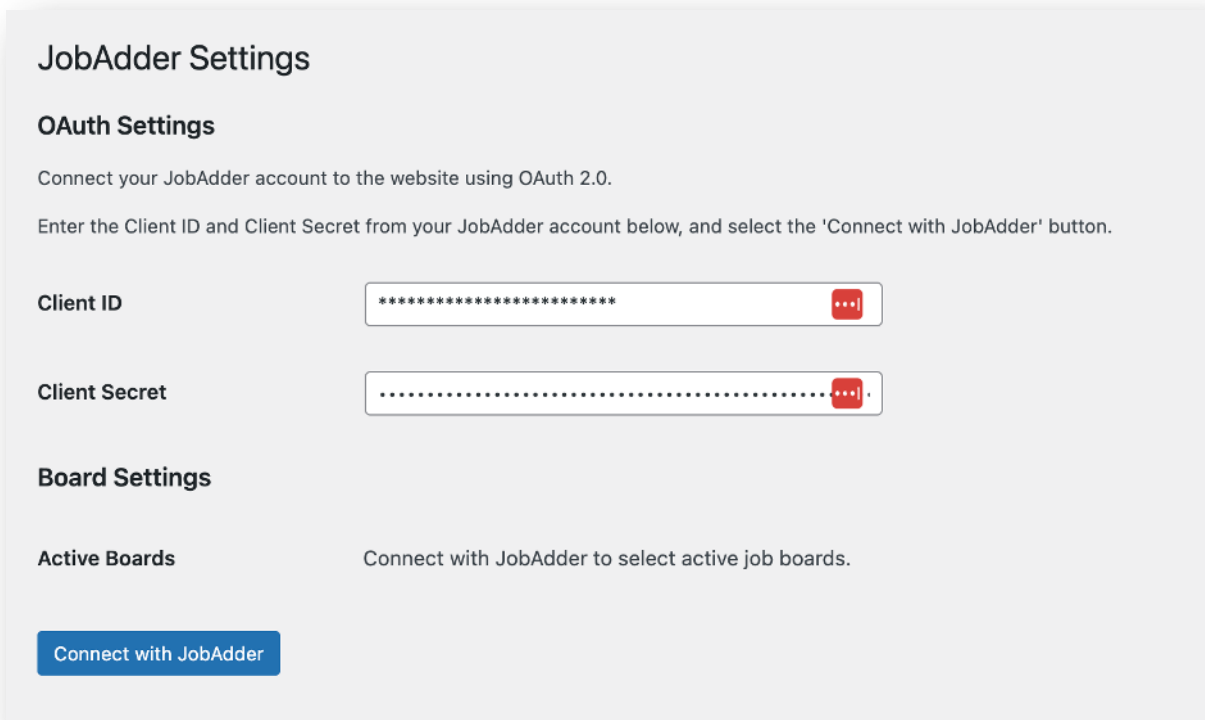 JobAdder Settings
OAuth Settings
Connect your JobAdder account to the website using OAuth 2.0.
Enter the Client ID and Client Secret from your JobAdder account below, and select the 'Connect with JobAdder' button.
Client ID
*************************
Client Secret
Board Settings
Active Boards
Connect with JobAdder to select active job boards.
Connect with JobAdder